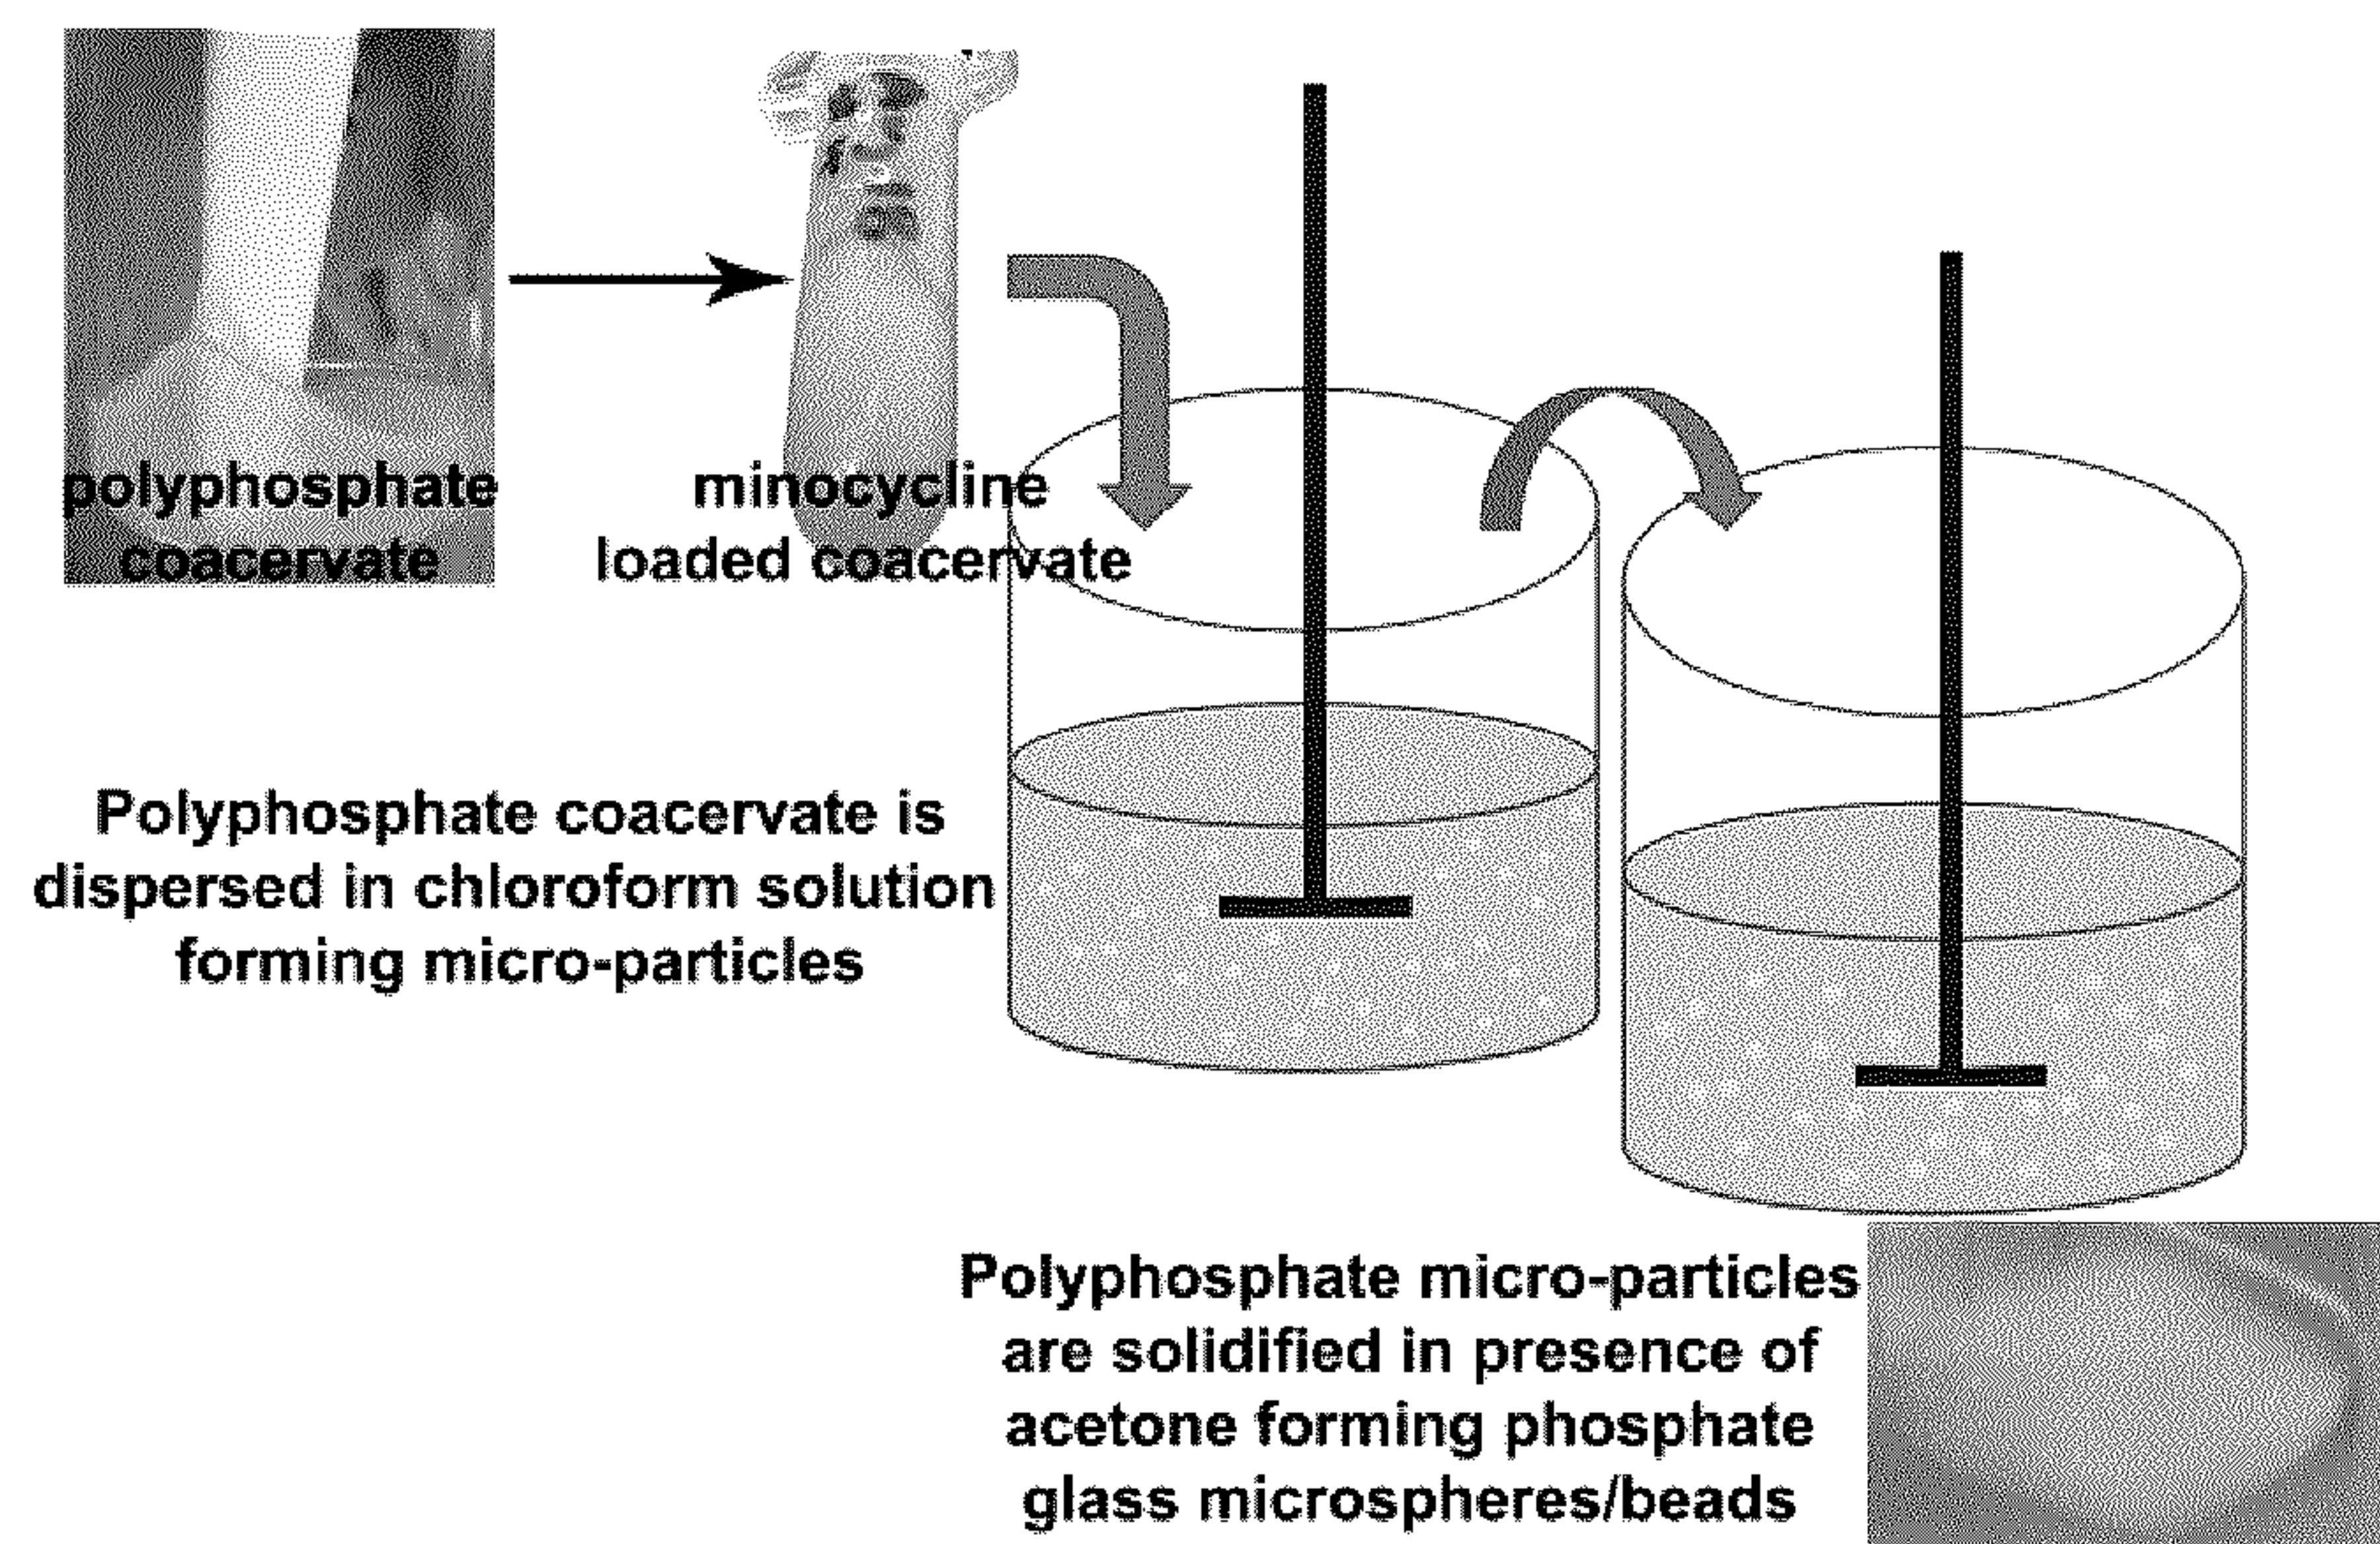 polyphosphate
coacervate
minocycline
loaded coacervate
Polyphosphate coacervate is
dispersed in chloroform solution
forming micro-particles
Polyphosphate micro-particles
are solidified in presence of
acetone forming phosphate
glass microspheres/beads